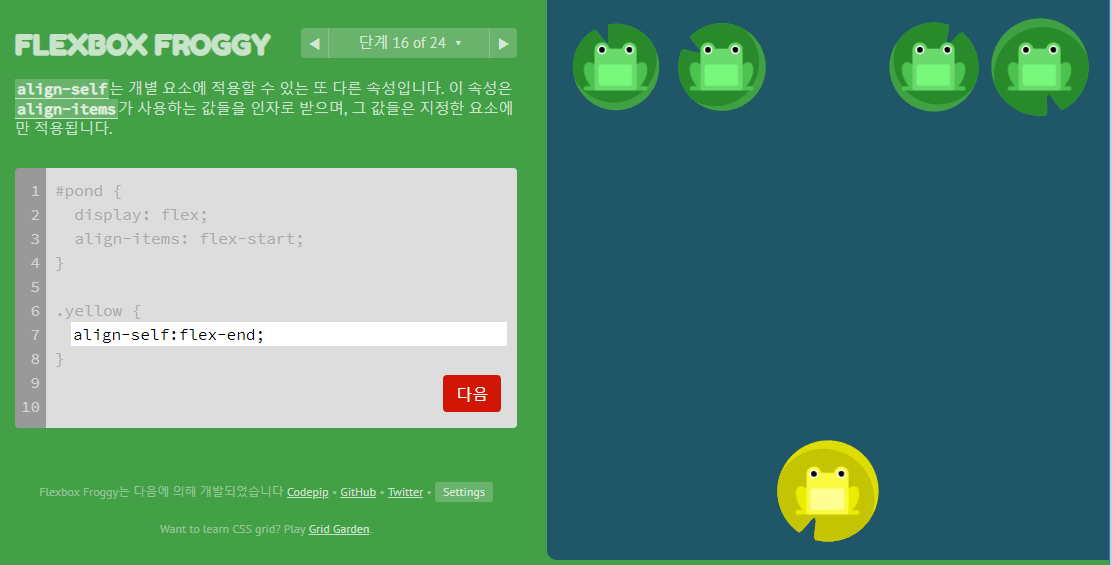 FLEXBOX FROGGY
◀ 단계 16 of 24 ▾ ▶
align-self는 개별 요소에 적용할 수 있는 또 다른 속성입니다. 이 속성은
align-items가 사용하는 값들을 인자로 받으며, 그 값들은 지정한 요소에
만 적용됩니다.
1 #pond {
2   display: flex;
3   align-items: flex-start;
4 }
5
6 .yellow {
7   align-self:flex-end;
8 }
9
10
다음
Flexbox Froggy는 다음에 의해 개발되었습니다 Codepip • GitHub • Twitter • Settings
Want to learn CSS grid? Play Grid Garden.